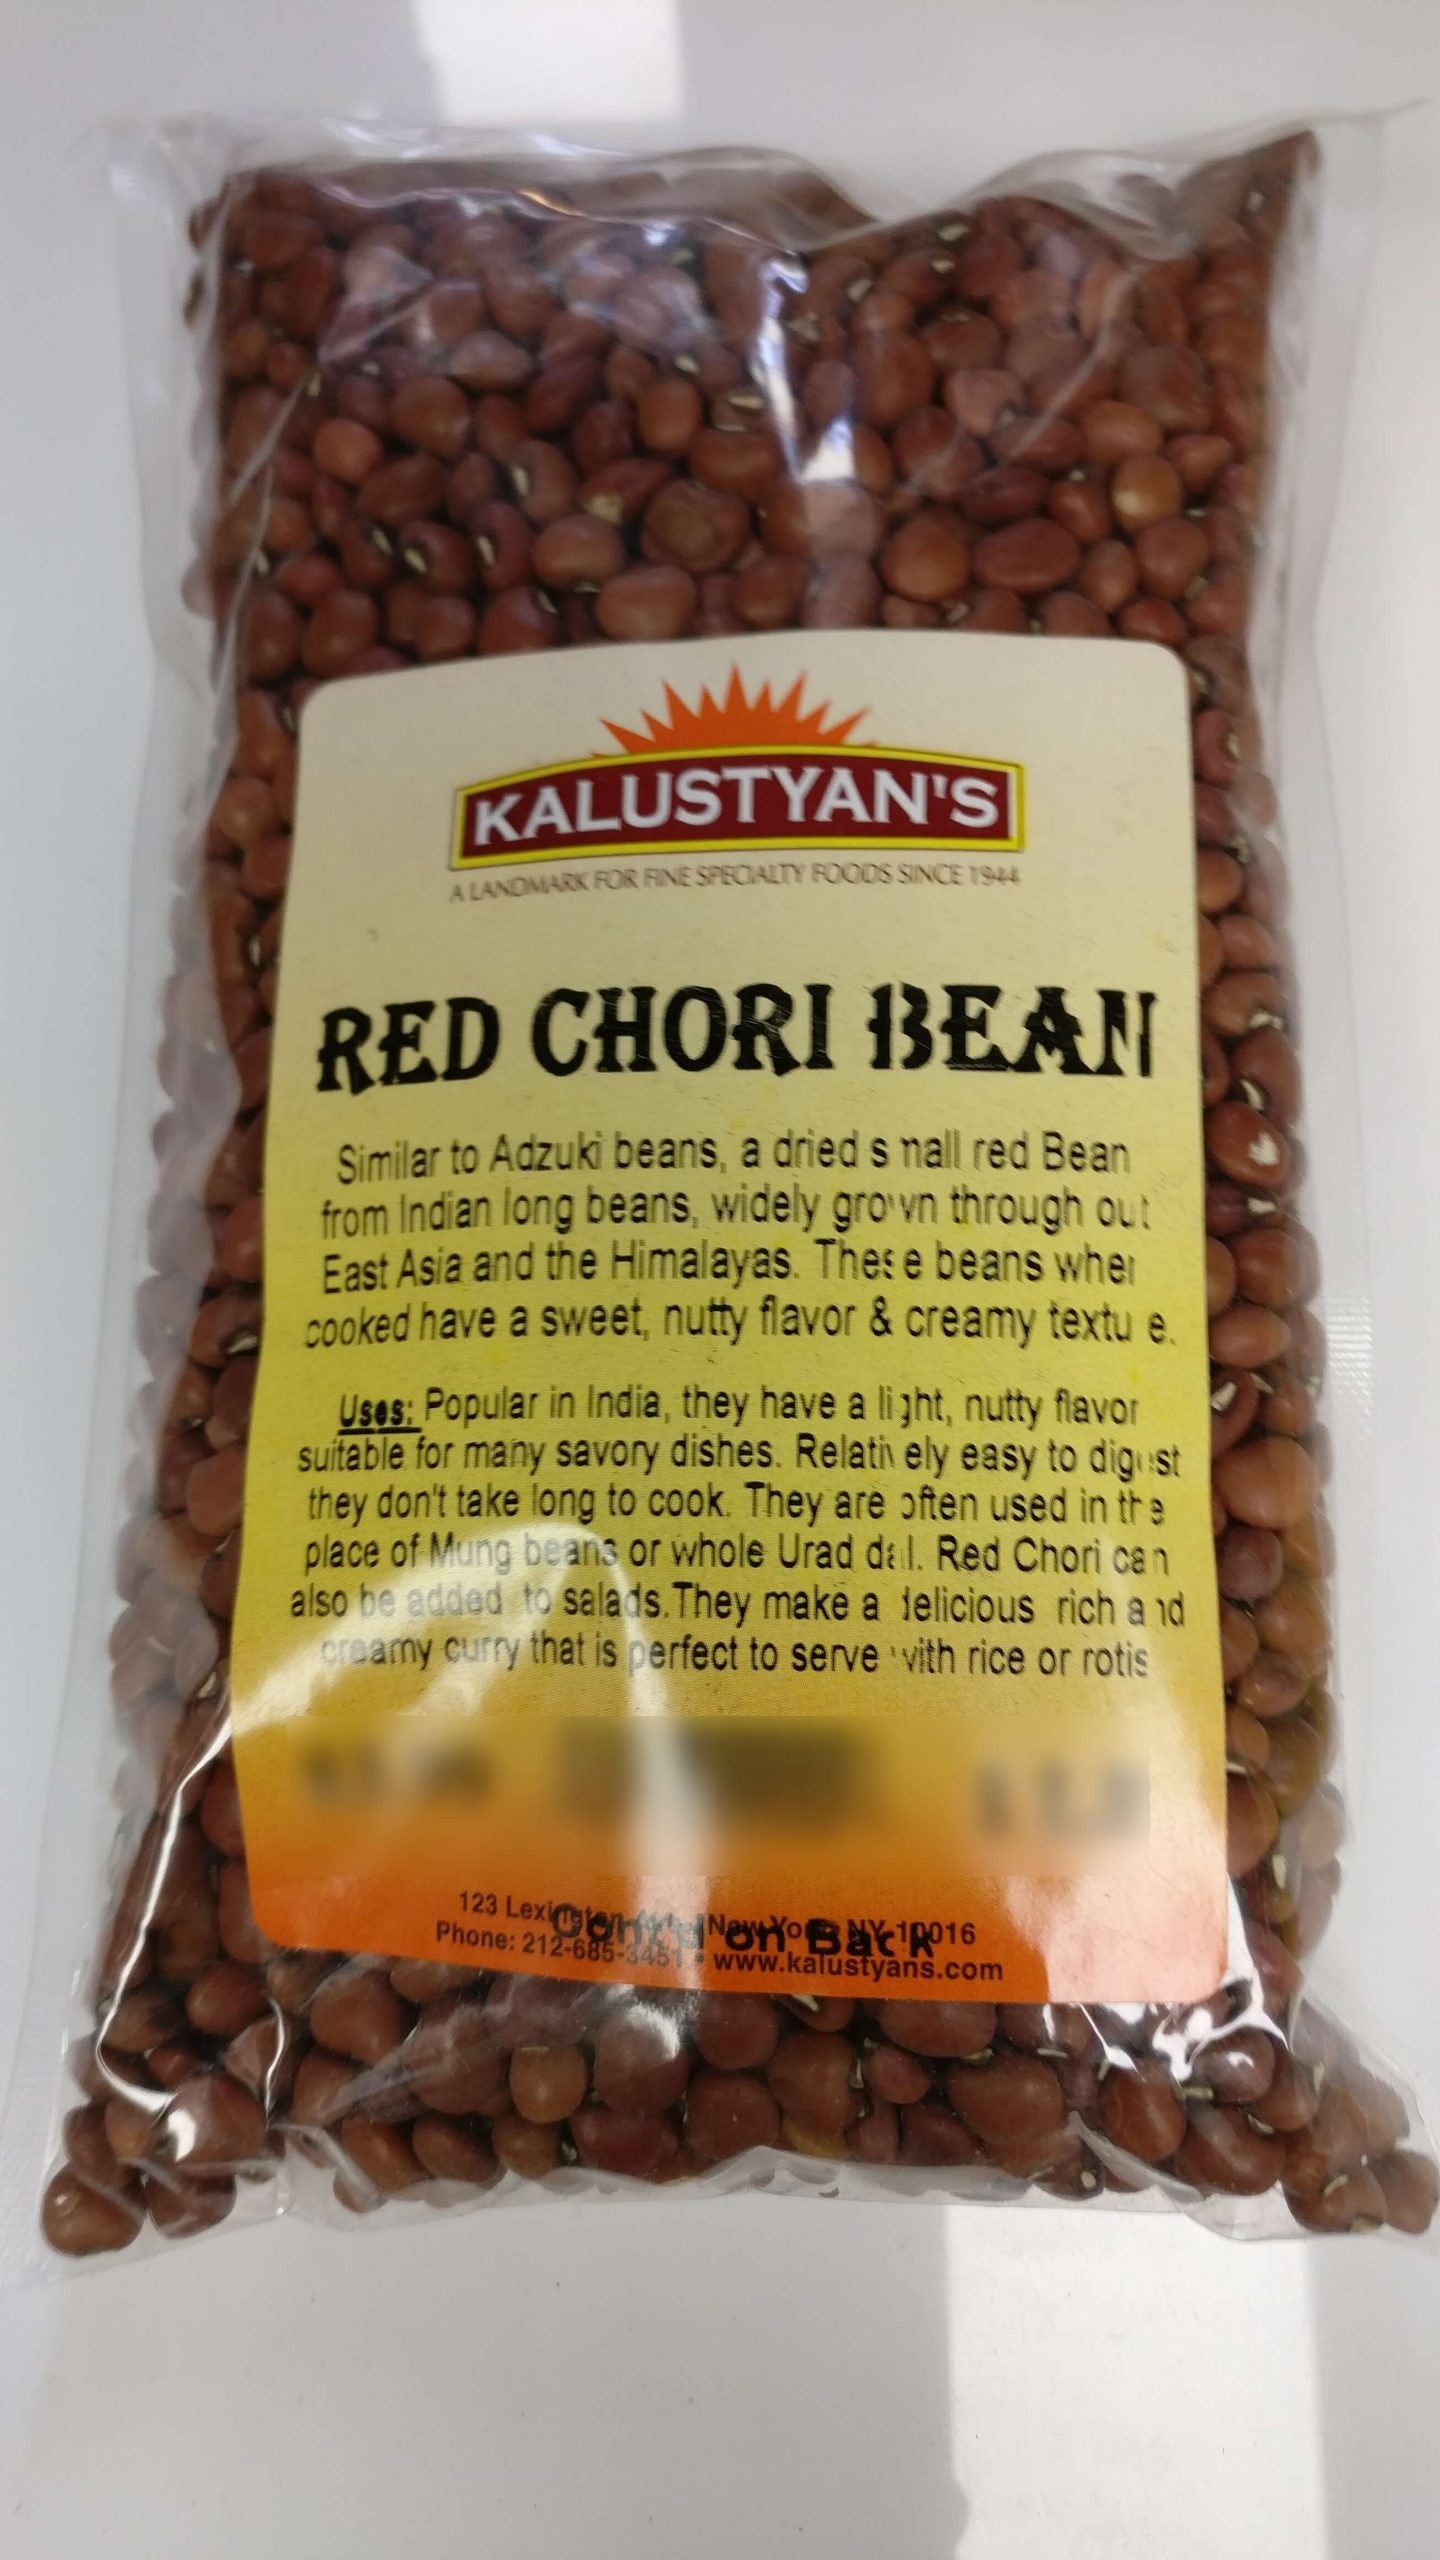 KALUSTYAN'S
A LANDMARK FOR FINE SPECIALTY FOODS SINCE 1944
RED CHORI BEAN
Similar to Adzuki beans, a dried small red Bean
from Indian long beans, widely grown through out
East Asia and the Himalayas. These beans when
cooked have a sweet, nutty flavor & creamy texture.
Uses: Popular in India, they have a light, nutty flavor
suitable for many savory dishes. Relatively easy to digest
they don't take long to cook. They are often used in the
place of Mung beans or whole Urad dal. Red Chori can
also be added to salads.They make a delicious rich and
creamy curry that is perfect to serve with rice or rotis
123 Lexington New York NY 10016
Cont'd on Back
Phone: 212-685-3451 • www.kalustyans.com